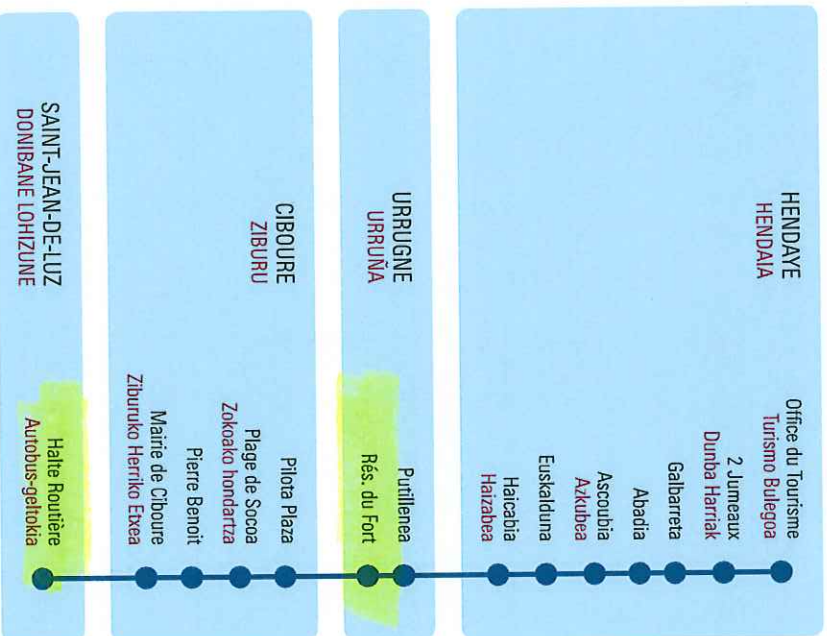 HENDAYE
HENDAIA
Office du Tourisme
Turismo Bulegoa
2 Jumeaux
Dunba Harriak
Galbarreta
Abadia
Ascoubia
Azkubea
Euskalduna
Haicabia
Haizabea
URRUGNE
URRUÑA
Putillenea
Rés. du Fort
CIBOURE
ZIBURU
Pilota Plaza
Plage de Socoa
Zokoako hondartza
Pierre Benoit
Mairie de Ciboure
Ziburuko Herriko Etxea
SAINT-JEAN-DE-LUZ
DONIBANE LOHIZUNE
Halte Routière
Autobus-geltokia